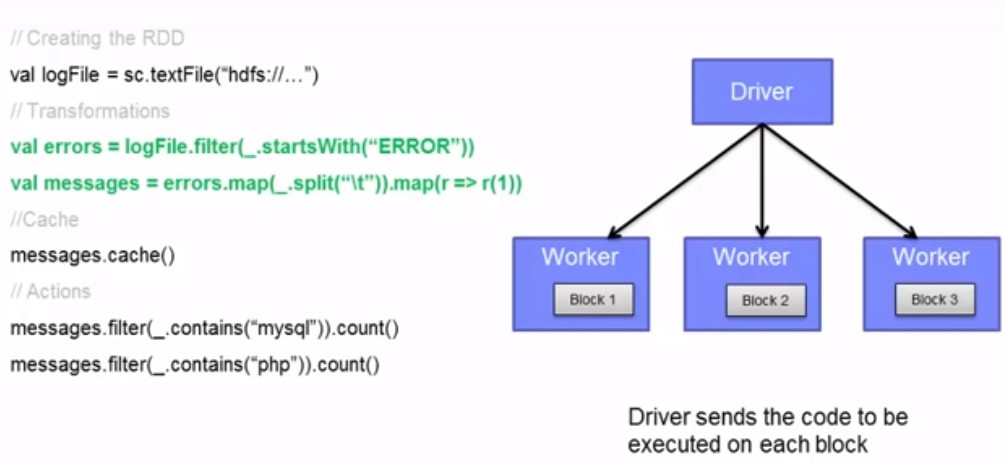 // Creating the RDD
val logFile = sc.textFile(“hdfs://…”)
// Transformations
val errors = logFile.filter(_.startsWith(“ERROR”))
val messages = errors.map(_.split(“\t”)).map(r => r(1))
//Cache
messages.cache()
// Actions
messages.filter(_.contains(“mysql”)).count()
messages.filter(_.contains(“php”)).count()
Driver
Worker
Block 1
Worker
Block 2
Worker
Block 3
Driver sends the code to be
executed on each block